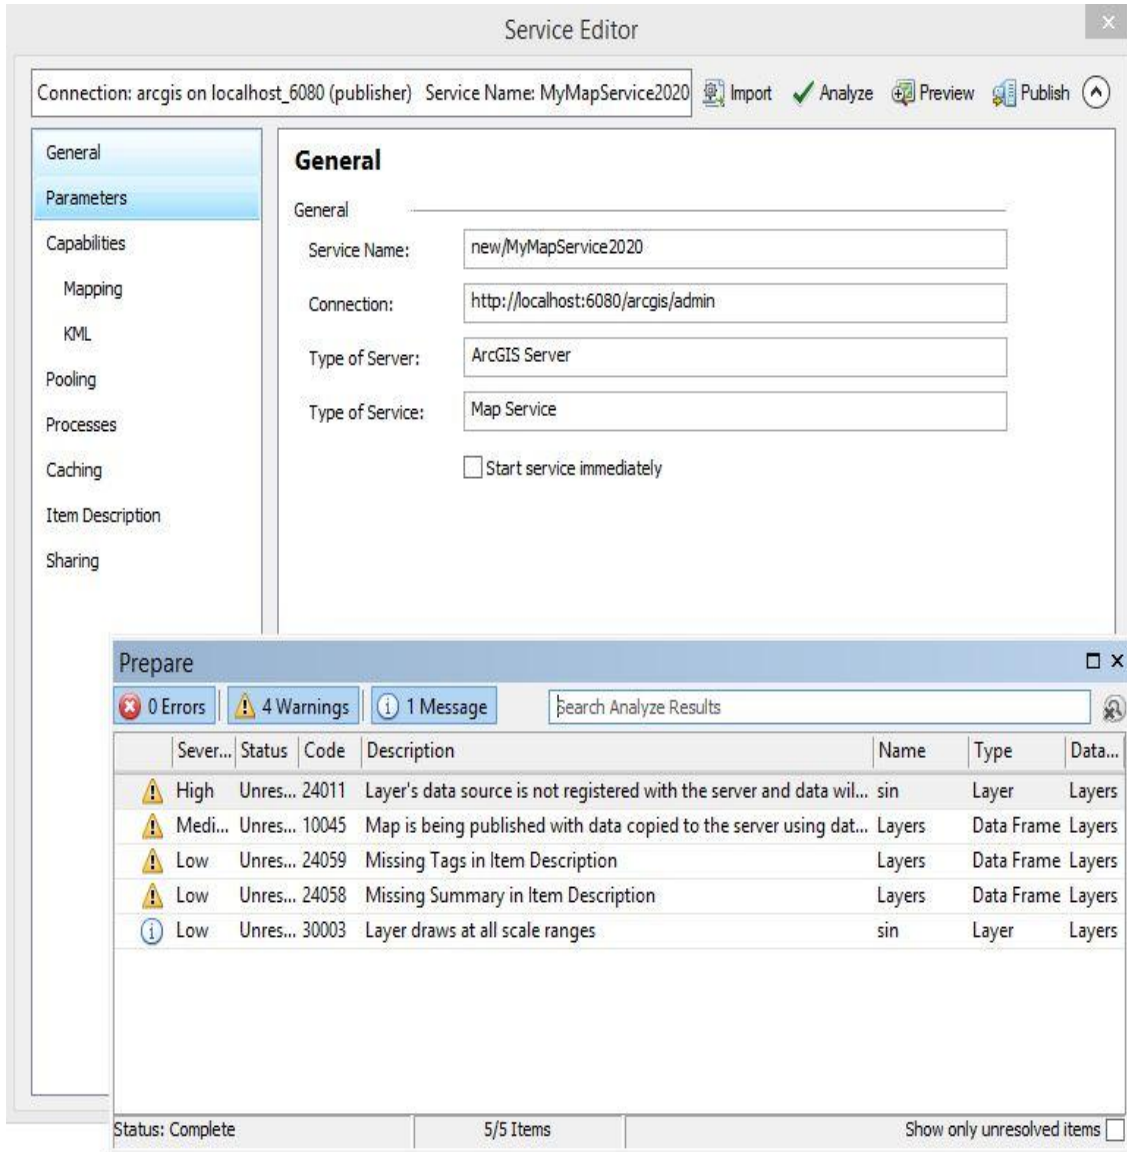 Service Editor
Connection: arcgis on localhost_6080 (publisher) Service Name: MyMapService2020 Import Analyze Preview Publish
General
Parameters
Capabilities
Mapping
KML
Pooling
Processes
Caching
Item Description
Sharing
General
General
Service Name: new/MyMapService2020
Connection: http://localhost:6080/arcgis/admin
Type of Server: ArcGIS Server
Type of Service: Map Service
Start service immediately
Prepare
0 Errors 4 Warnings 1 Message Search Analyze Results
Sever... Status Code Description Name Type Data...
High Unres... 24011 Layer's data source is not registered with the server and data wil... sin Layer Layers
Medi... Unres... 10045 Map is being published with data copied to the server using dat... Layers Data Frame Layers
Low Unres... 24059 Missing Tags in Item Description Layers Data Frame Layers
Low Unres... 24058 Missing Summary in Item Description Layers Data Frame Layers
Low Unres... 30003 Layer draws at all scale ranges sin Layer Layers
Status: Complete 5/5 Items Show only unresolved items